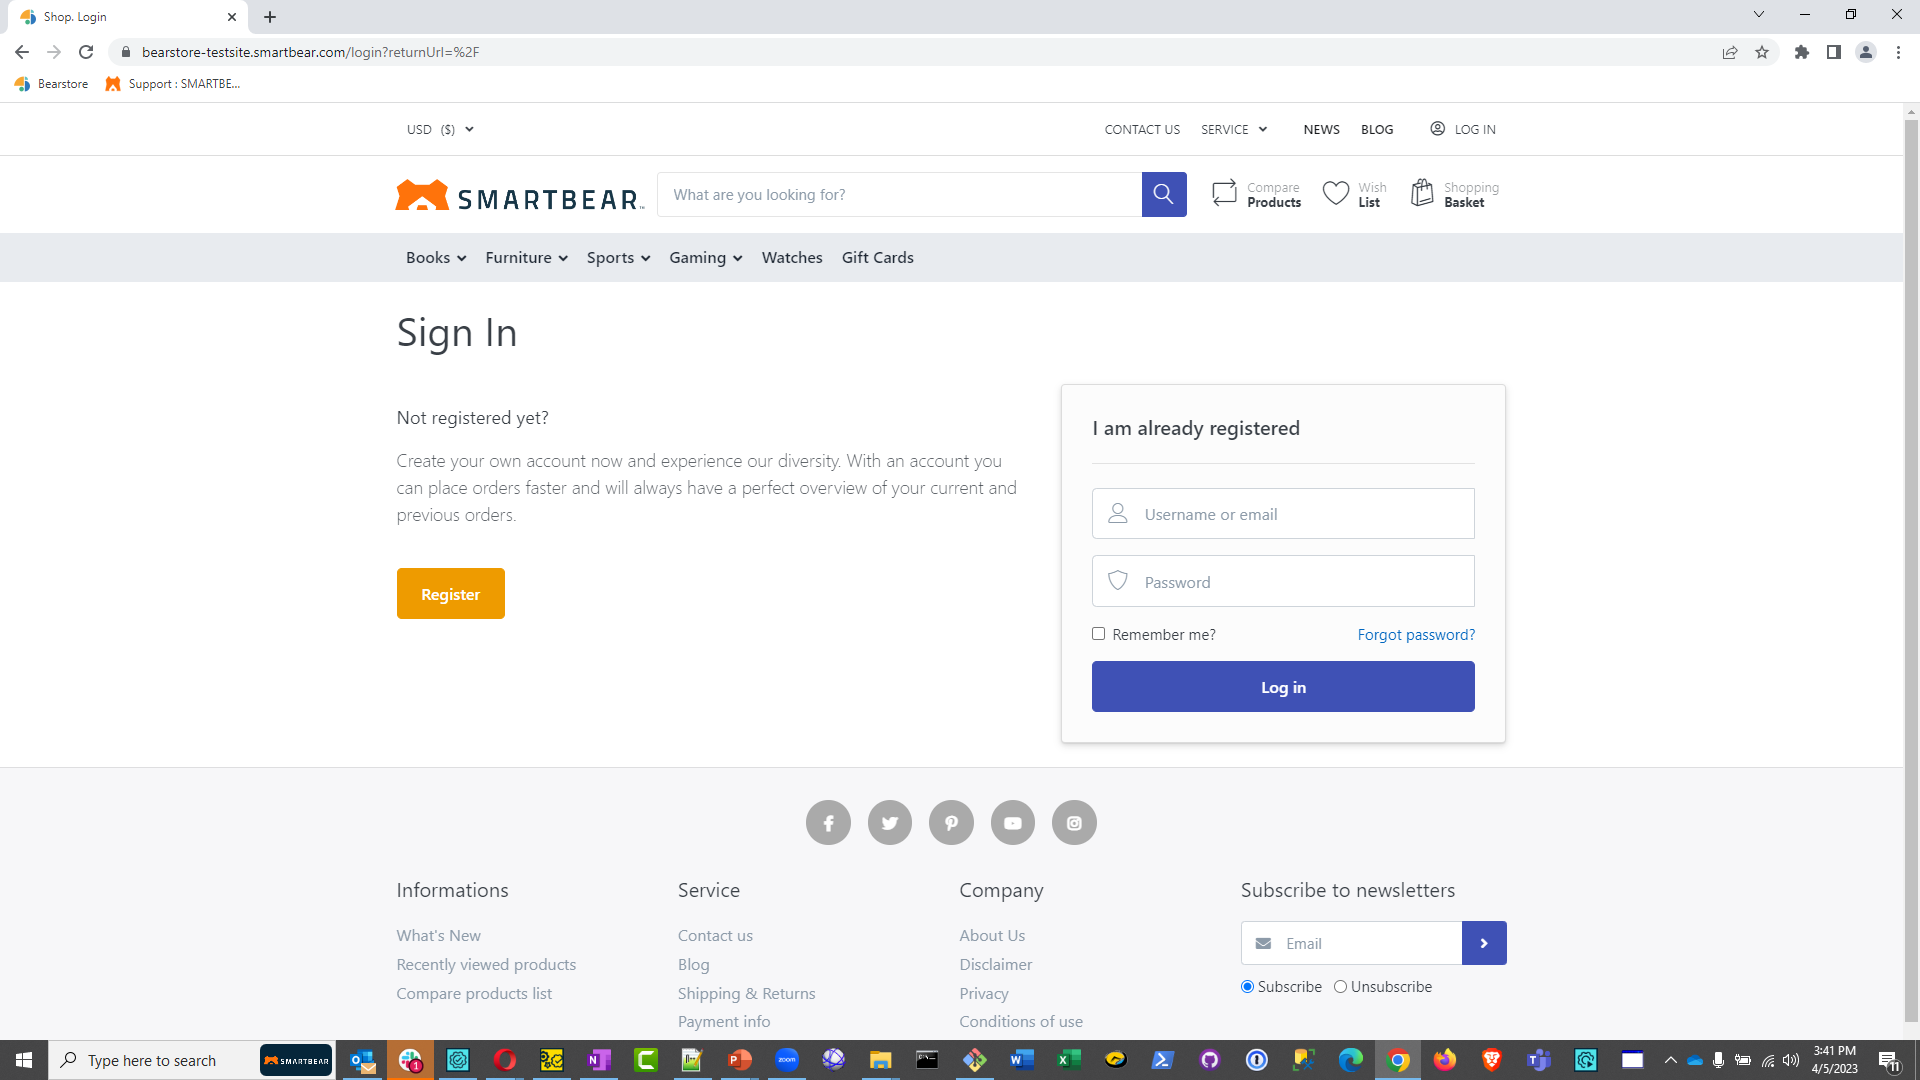 Shop. Login
bearstore-testsite.smartbear.com/login?returnUrl=%2F
Bearstore
Support : SMARTBE...
USD ($)
CONTACT US
SERVICE
NEWS
BLOG
LOG IN
SMARTBEAR
What are you looking for?
Compare
Products
Wish
List
Shopping
Basket
Books
Furniture
Sports
Gaming
Watches
Gift Cards
Sign In
Not registered yet?
Create your own account now and experience our diversity. With an account you
can place orders faster and will always have a perfect overview of your current and
previous orders.
Register
I am already registered
Username or email
Password
Remember me?
Forgot password?
Log in
Informations
What's New
Recently viewed products
Compare products list
Service
Contact us
Blog
Shipping & Returns
Payment info
Company
About Us
Disclaimer
Privacy
Conditions of use
Subscribe to newsletters
Email
Subscribe
Unsubscribe
Type here to search
SMARTBEAR
zoom
3:41 PM
4/5/2023
11